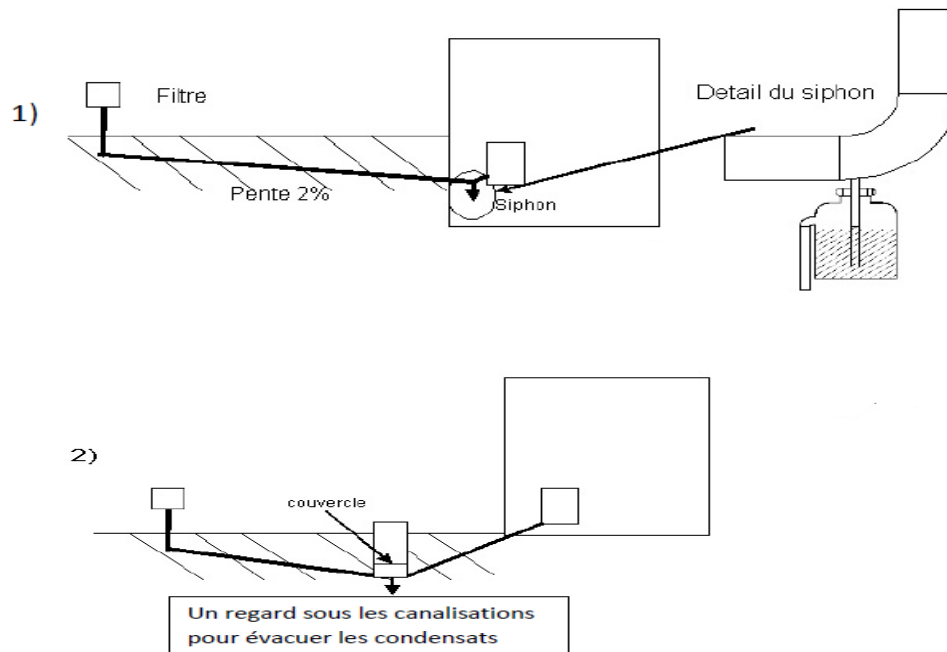 1)
Filtre
Detail du siphon
Pente 2%
Siphon
2)
couvercle
Un regard sous les canalisations
pour évacuer les condensats